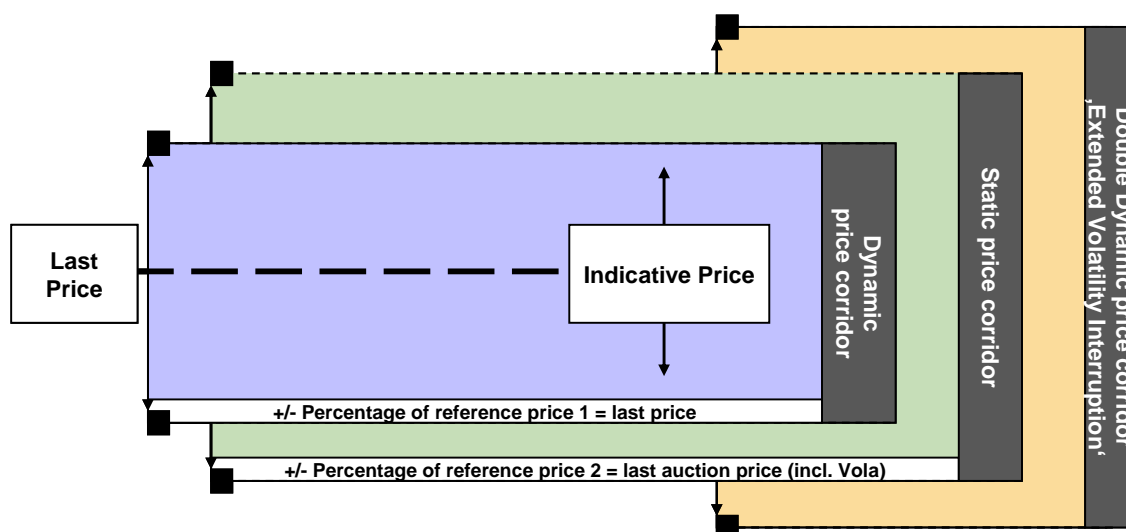 Last
Price
Indicative Price
Dynamic
price corridor
Static price corridor
Double Dynamic price corridor
‚Extended Volatility Interruption‘
+/- Percentage of reference price 1 = last price
+/- Percentage of reference price 2 = last auction price (incl. Vola)